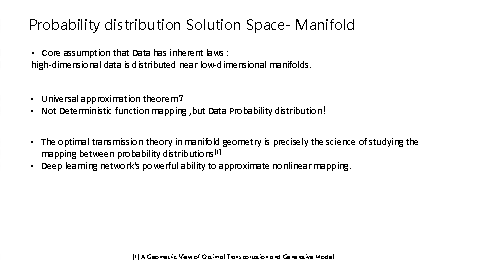 Probability distribution Solution Space- Manifold
• Core assumption that Data has inherent laws :
high-dimensional data is distributed near low-dimensional manifolds.
• Universal approximation theorem?
• Not Deterministic function mapping ,but Data Probability distribution!
• The optimal transmission theory in manifold geometry is precisely the science of studying the
mapping between probability distributions[1]
• Deep learning network's powerful ability to approximate nonlinear mapping.
[1] A Geometric View of Optimal Transportation and Generative Model